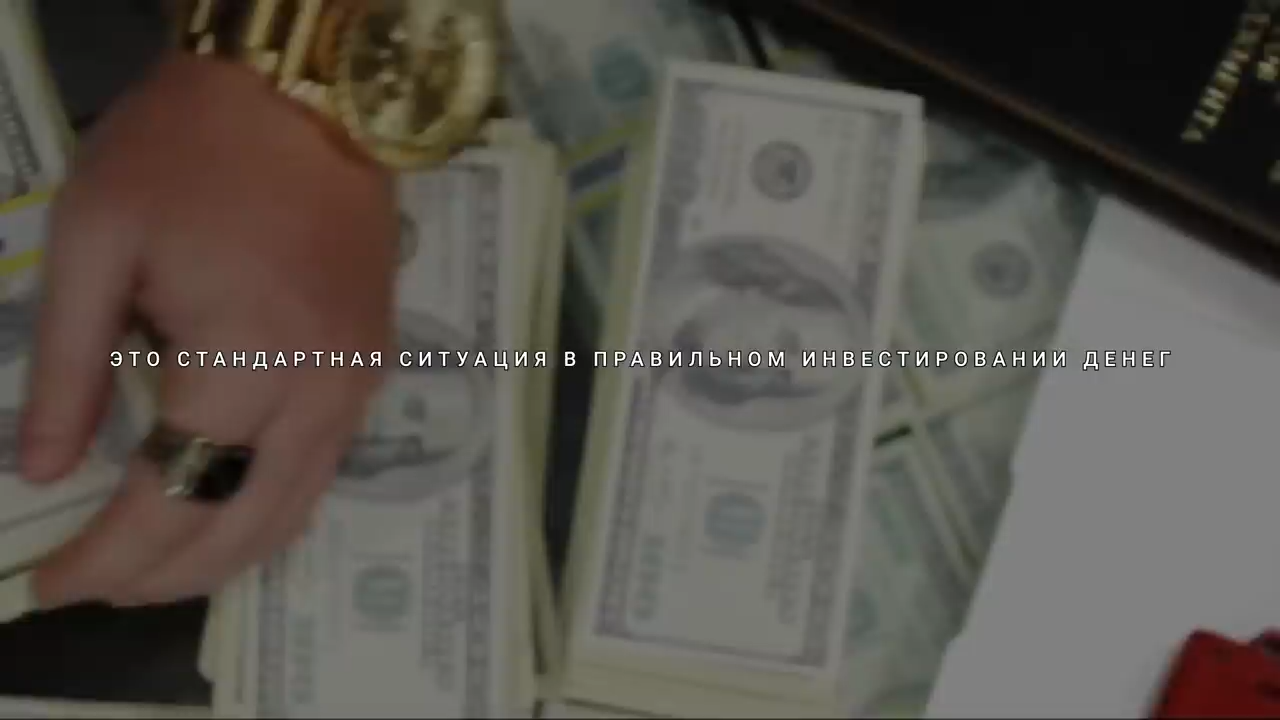 ЭТО СТАНДАРТНАЯ СИТУАЦИЯ В ПРАВИЛЬНОМ ИНВЕСТИРОВАНИИ ДЕНЕГ